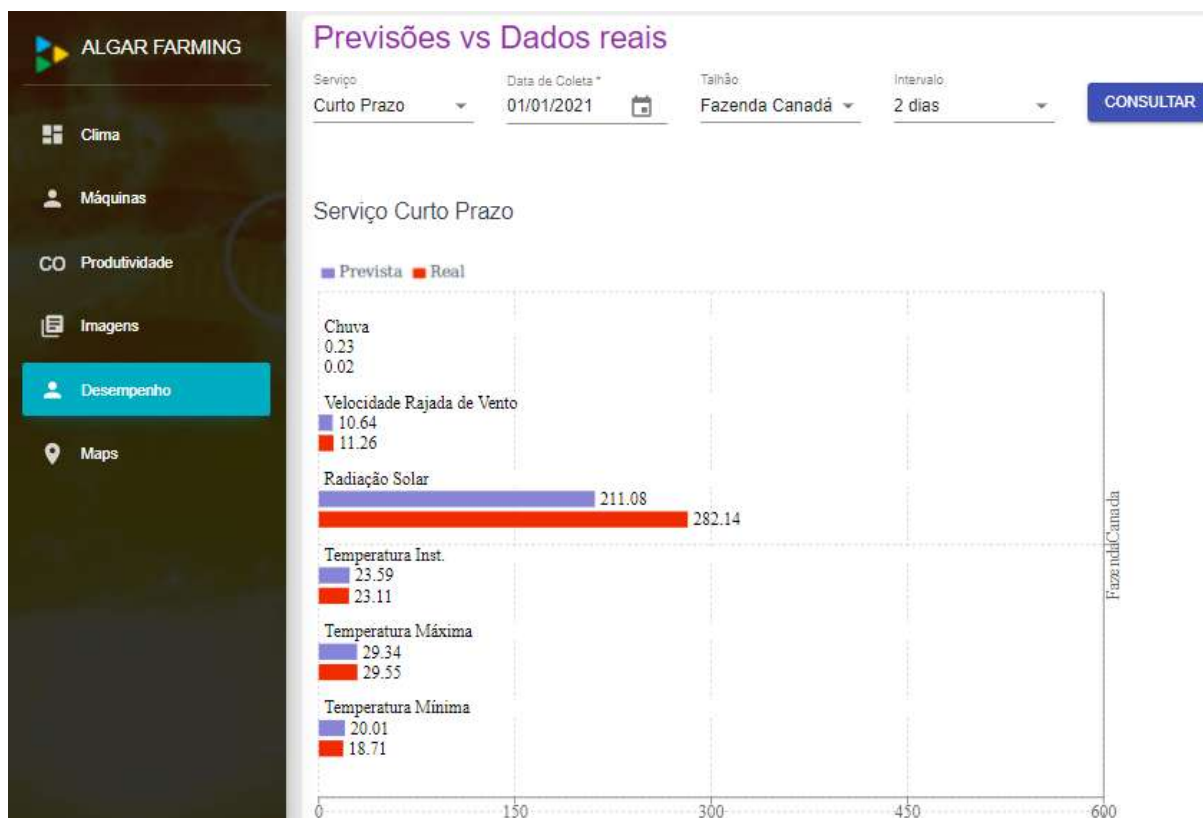 ALGAR FARMING
Clima
Máquinas
CO Produtividade
Imagens
Desempenho
Maps
Previsões vs Dados reais
Serviço
Curto Prazo
Data de Coleta *
01/01/2021
Talhão
Fazenda Canadá
Intervalo
2 dias
CONSULTAR
Serviço Curto Prazo
Prevista Real
Chuva
0.23
0.02
Velocidade Rajada de Vento
10.64
11.26
Radiação Solar
211.08
282.14
Temperatura Inst.
23.59
23.11
Temperatura Máxima
29.34
29.55
Temperatura Mínima
20.01
18.71
FazendaCanada
0 150 300 450 600